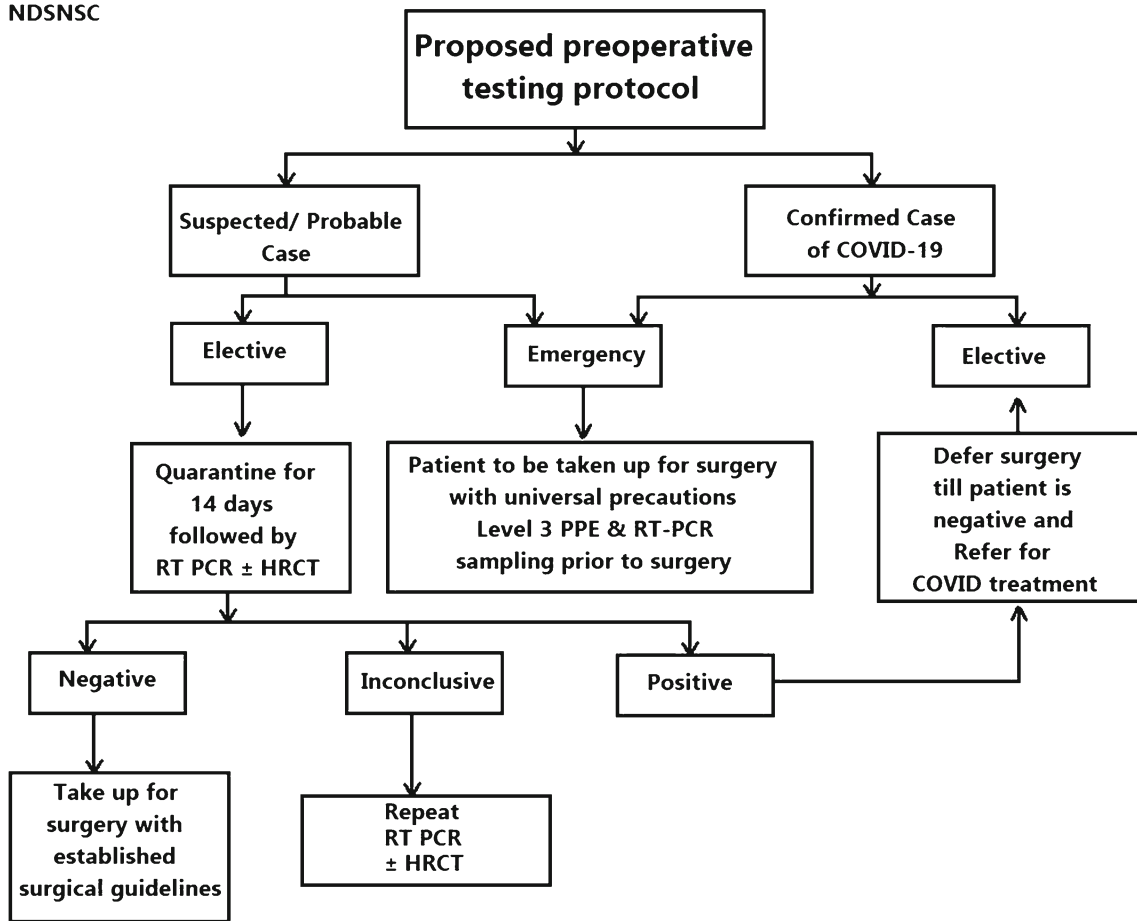 NDSNSC
Proposed preoperative
testing protocol
Suspected/ Probable
Case
Confirmed Case
of COVID-19
Elective
Emergency
Elective
Quarantine for
14 days
followed by
RT PCR ± HRCT
Patient to be taken up for surgery
with universal precautions
Level 3 PPE & RT-PCR
sampling prior to surgery
Defer surgery
till patient is
negative and
Refer for
COVID treatment
Negative
Inconclusive
Positive
Take up for
surgery with
established
surgical guidelines
Repeat
RT PCR
± HRCT